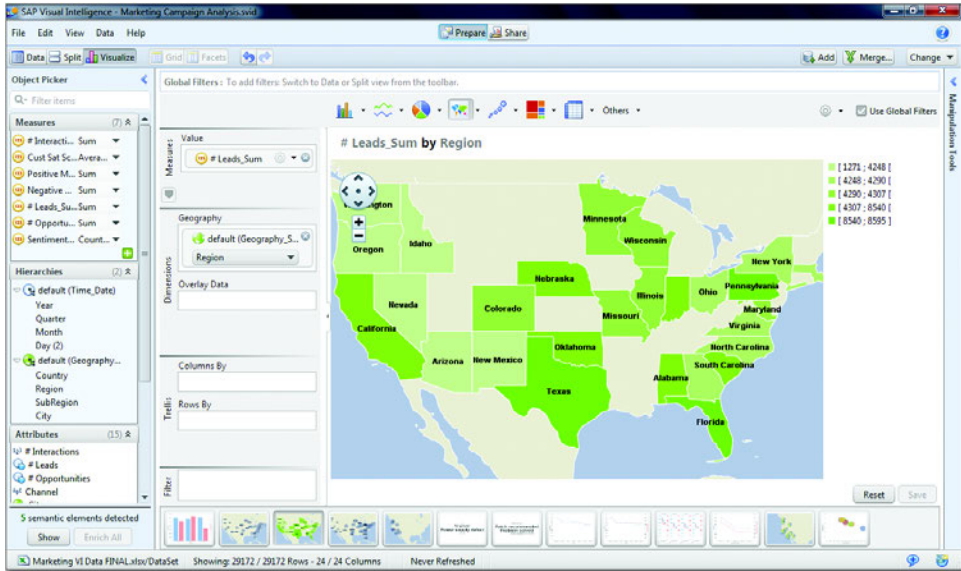 SAP Visual Intelligence - Marketing Campaign Analysis.svid
File Edit View Data Help
Prepare Share
Data Split Visualize Grid Facets
Add Merge... Change
Object Picker
Filter items
Measures (7)
# Interacti... Sum
Cust Sat Sc...Avera...
Positive M... Sum
Negative ... Sum
# Leads_Su...Sum
# Opportu... Sum
Sentiment... Count...
Hierarchies (2)
default (Time_Date)
Year
Quarter
Month
Day (2)
default (Geography...
Country
Region
SubRegion
City
Attributes (15)
# Interactions
# Leads
# Opportunities
Channel
5 semantic elements detected
Show Enrich All
Global Filters : To add filters: Switch to Data or Split view from the toolbar.
Others
Use Global Filters
Manipulation Tools
Measures
Value
# Leads_Sum
Dimensions
Geography
default (Geography_S...
Region
Overlay Data
Trellis
Columns By
Rows By
Filter
# Leads_Sum by Region
[ 1271 ; 4248 [
[ 4248 ; 4290 [
[ 4290 ; 4307 [
[ 4307 ; 8540 [
[ 8540 ; 8595 ]
Minnesota
Wisconsin
Oregon
Idaho
New York
Nebraska
Illinois
Ohio
Pennsylvania
Maryland
Nevada
Colorado
Missouri
Virginia
California
North Carolina
Oklahoma
Arizona
New Mexico
South Carolina
Alabama
Texas
Florida
Reset Save
Marketing VI Data FINAL.xlsx/DataSet Showing: 29172 / 29172 Rows - 24 / 24 Columns Never Refreshed